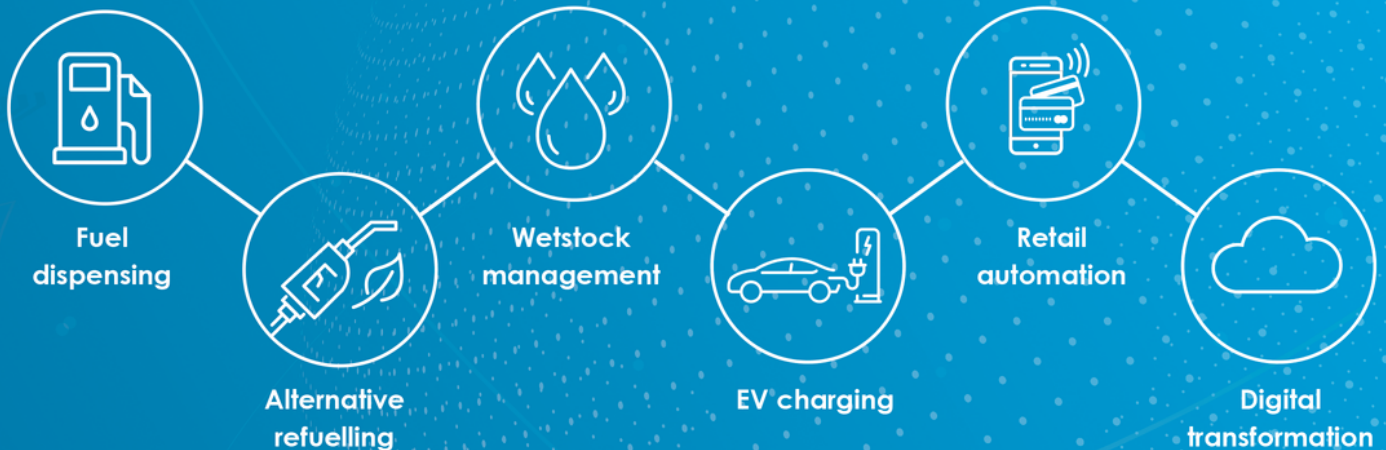 Fuel
dispensing
Alternative
refuelling
Wetstock
management
EV charging
Retail
automation
Digital
transformation